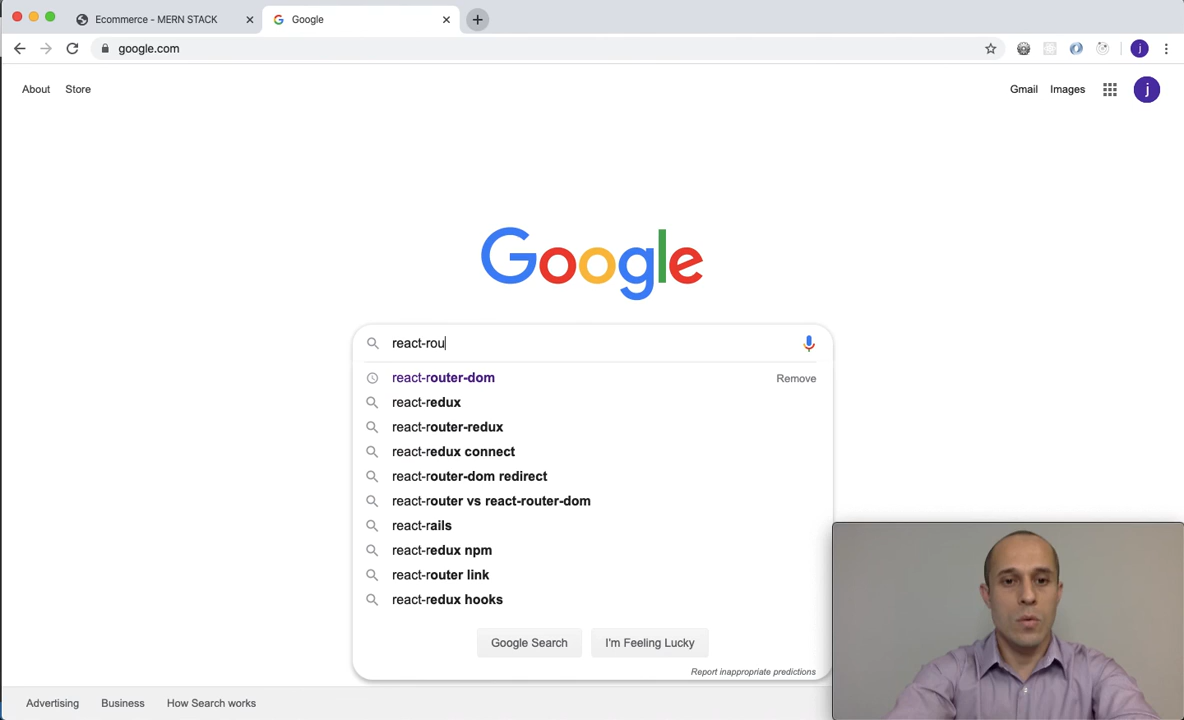 Ecommerce - MERN STACK
Google
google.com
j
About Store
Gmail Images
j
Google
react-rou
react-router-dom
Remove
react-redux
react-router-redux
react-redux connect
react-router-dom redirect
react-router vs react-router-dom
react-rails
react-redux npm
react-router link
react-redux hooks
Google Search
I'm Feeling Lucky
Report inappropriate predictions
Advertising Business How Search works